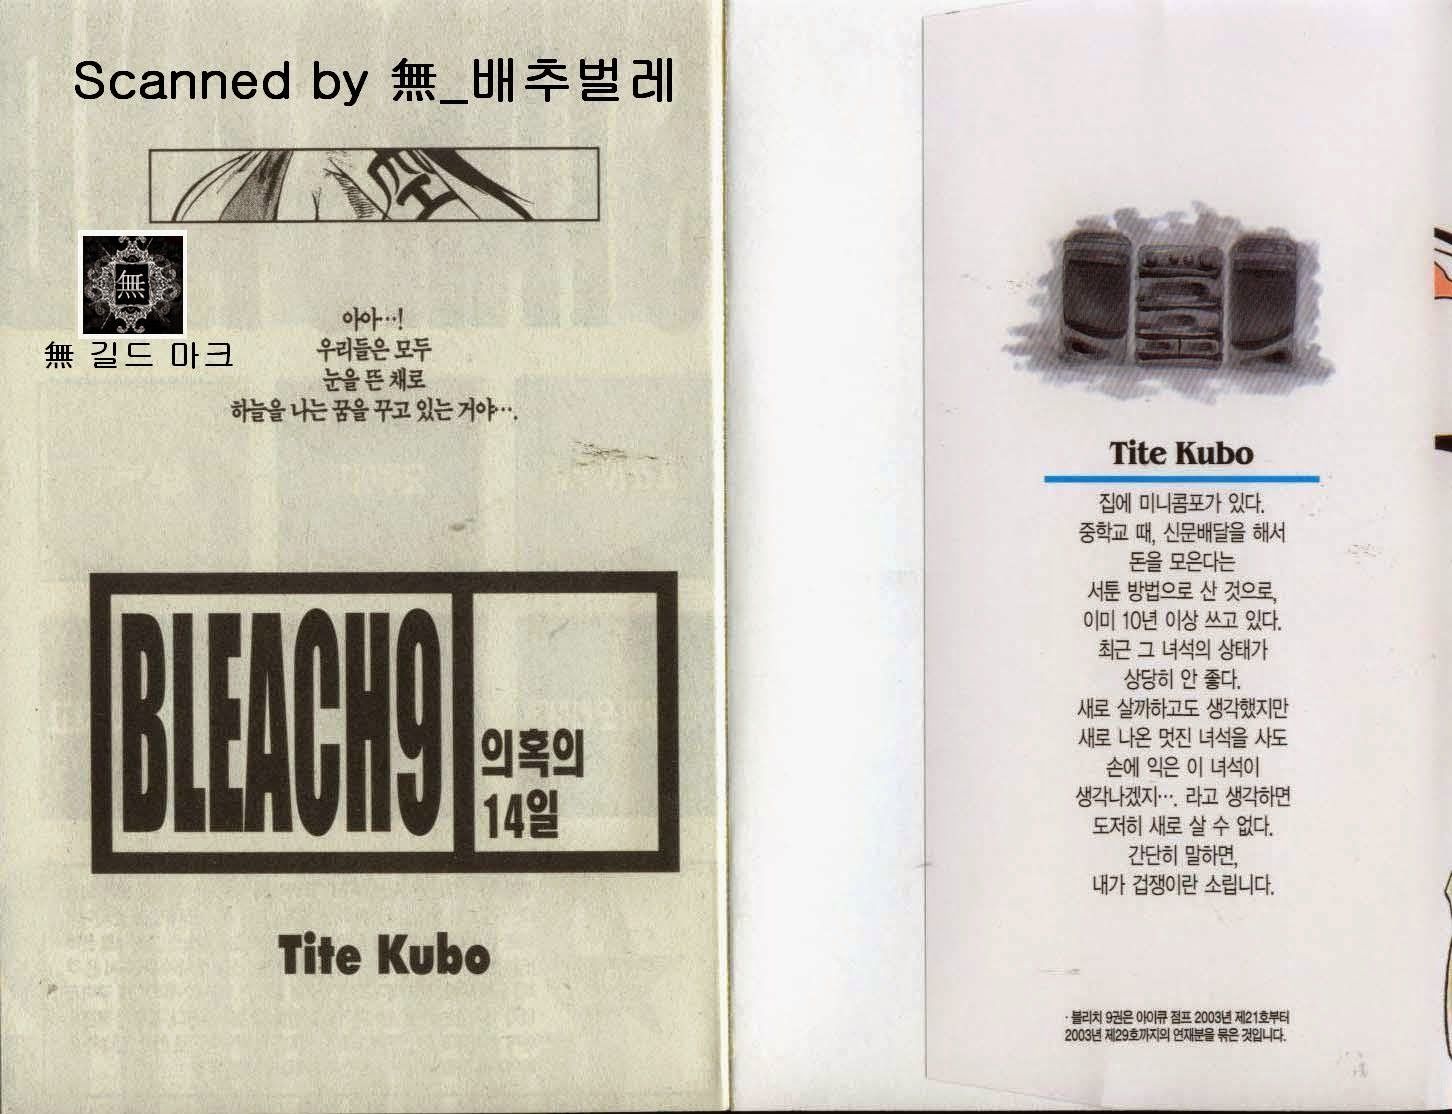 Scanned by 無_배추벌레
無
無 길드 마크
아아…!
우리들은 모두
눈을 뜬 채로
하늘을 나는 꿈을 꾸고 있는 거야….
BLEACH9
의혹의
14일
Tite Kubo
Tite Kubo
집에 미니콤포가 있다.
중학교 때, 신문배달을 해서
돈을 모은다는
서툰 방법으로 산 것으로,
이미 10년 이상 쓰고 있다.
최근 그 녀석의 상태가
상당히 안 좋다.
새로 살까하고도 생각했지만
새로 나온 멋진 녀석을 사도
손에 익은 이 녀석이
생각나겠지…. 라고 생각하면
도저히 새로 살 수 없다.
간단히 말하면,
내가 겁쟁이란 소립니다.
· 블리치 9권은 아이큐 점프 2003년 제21호부터
2003년 제29호까지의 연재분을 묶은 것입니다.